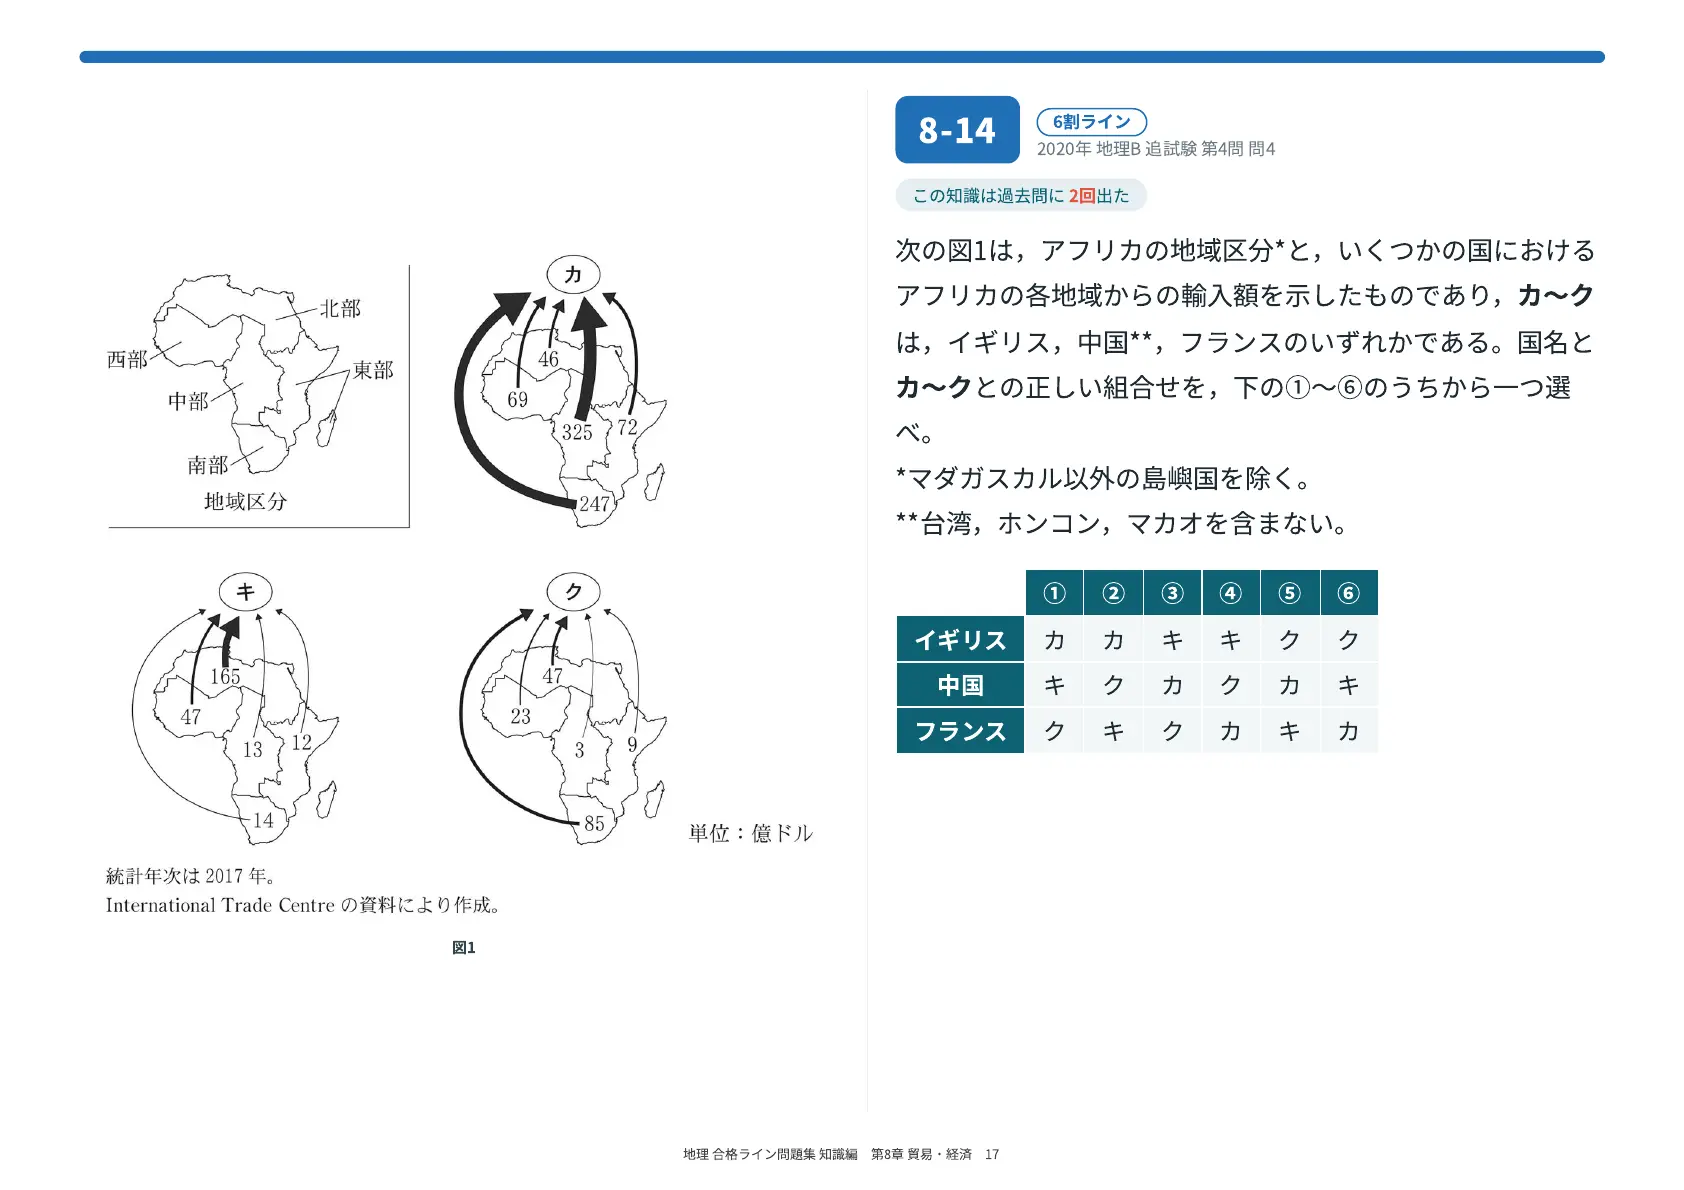 8-14
6割ライン
2020年 地理B 追試験 第4問 問4
この知識は過去問に 2回出た
次の図1は，アフリカの地域区分*と，いくつかの国における
アフリカの各地域からの輸入額を示したものであり，カ〜ク
は，イギリス，中国**，フランスのいずれかである。国名と
カ〜クとの正しい組合せを，下の①〜⑥のうちから一つ選
べ。
*マダガスカル以外の島嶼国を除く。
**台湾，ホンコン，マカオを含まない。
① ② ③ ④ ⑤ ⑥
イギリス カ カ キ キ ク ク
中国 キ ク カ ク カ キ
フランス ク キ ク カ キ カ
北部
西部
東部
中部
南部
地域区分
カ
46
69
325
72
247
キ
165
47
13
12
14
ク
47
23
3
9
85
単位：億ドル
統計年次は 2017 年。
International Trade Centre の資料により作成。
図1
地理 合格ライン問題集 知識編 第8章 貿易・経済 17